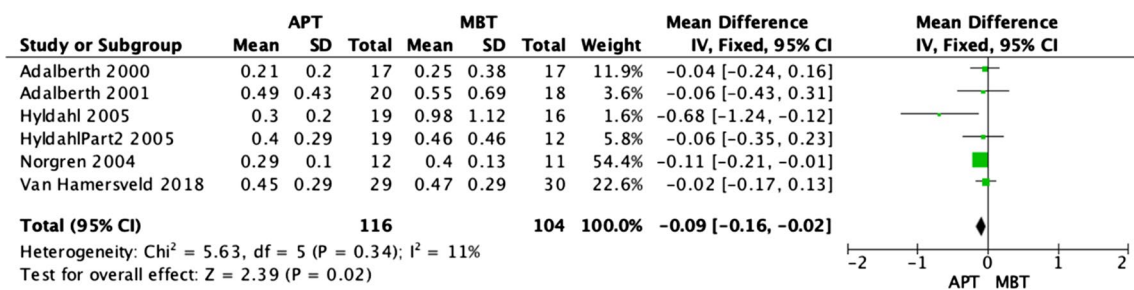 APT MBT Mean Difference Mean Difference
Study or Subgroup Mean SD Total Mean SD Total Weight IV, Fixed, 95% CI IV, Fixed, 95% CI
Adalberth 2000 0.21 0.2 17 0.25 0.38 17 11.9% -0.04 [-0.24, 0.16]
Adalberth 2001 0.49 0.43 20 0.55 0.69 18 3.6% -0.06 [-0.43, 0.31]
Hyldahl 2005 0.3 0.2 19 0.98 1.12 16 1.6% -0.68 [-1.24, -0.12]
HyldahlPart2 2005 0.4 0.29 19 0.46 0.46 12 5.8% -0.06 [-0.35, 0.23]
Norgren 2004 0.29 0.1 12 0.4 0.13 11 54.4% -0.11 [-0.21, -0.01]
Van Hamersveld 2018 0.45 0.29 29 0.47 0.29 30 22.6% -0.02 [-0.17, 0.13]
Total (95% CI) 116 104 100.0% -0.09 [-0.16, -0.02]
Heterogeneity: Chi² = 5.63, df = 5 (P = 0.34); I² = 11%
Test for overall effect: Z = 2.39 (P = 0.02)
-2 -1 0 1 2
APT MBT